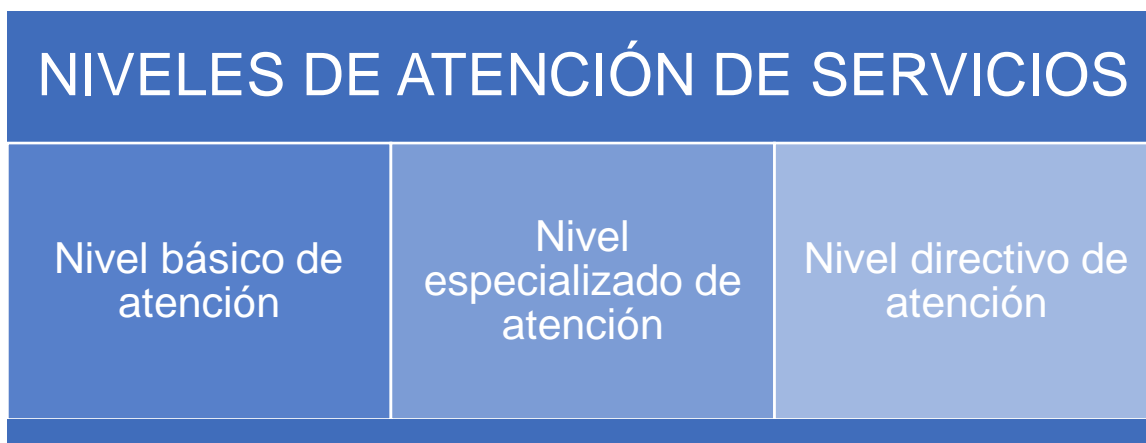 NIVELES DE ATENCIÓN DE SERVICIOS
Nivel básico de
atención
Nivel
especializado de
atención
Nivel directivo de
atención